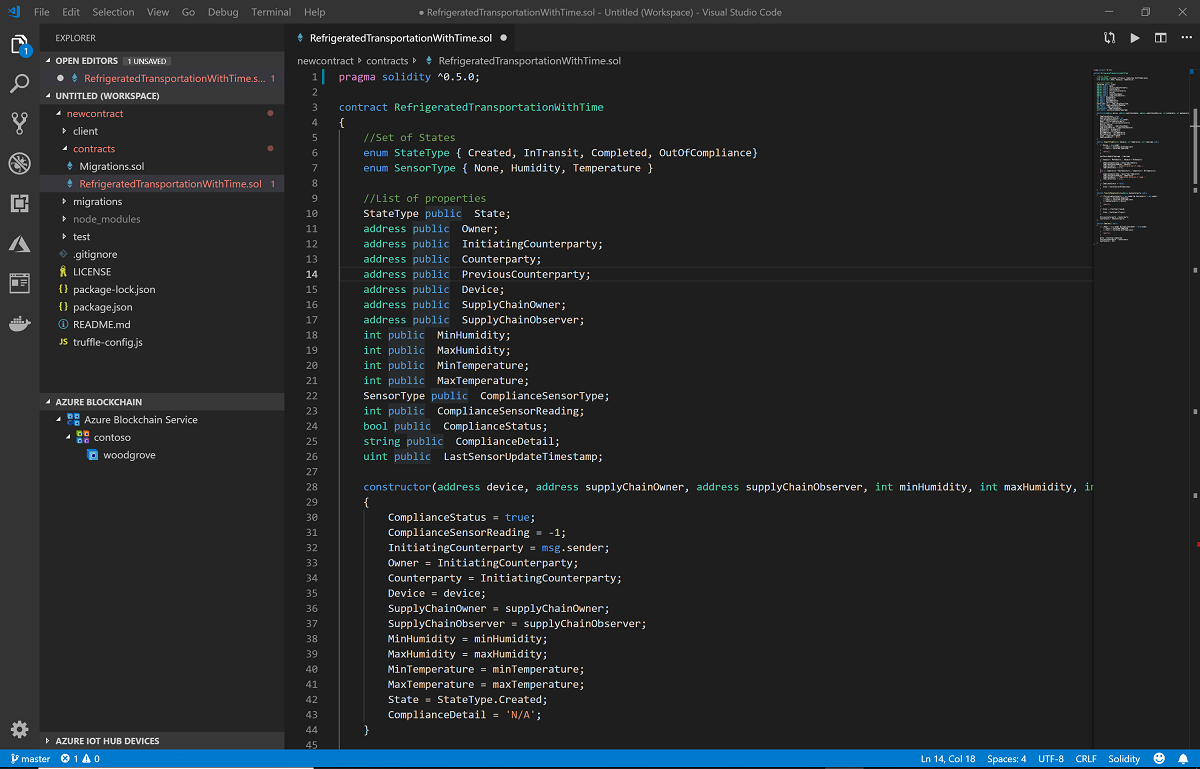 File Edit Selection View Go Debug Terminal Help
● RefrigeratedTransportationWithTime.sol - Untitled (Workspace) - Visual Studio Code
1
EXPLORER
OPEN EDITORS 1 UNSAVED
RefrigeratedTransportationWithTime.s... 1
UNTITLED (WORKSPACE)
newcontract
client
contracts
Migrations.sol
RefrigeratedTransportationWithTime.sol 1
migrations
node_modules
test
.gitignore
LICENSE
{} package-lock.json
{} package.json
README.md
JS truffle-config.js
AZURE BLOCKCHAIN
Azure Blockchain Service
contoso
woodgrove
AZURE IOT HUB DEVICES
RefrigeratedTransportationWithTime.sol ●
newcontract contracts RefrigeratedTransportationWithTime.sol
1 pragma solidity ^0.5.0;
2
3 contract RefrigeratedTransportationWithTime
4 {
5 //Set of States
6 enum StateType { Created, InTransit, Completed, OutOfCompliance}
7 enum SensorType { None, Humidity, Temperature }
8
9 //List of properties
10 StateType public State;
11 address public Owner;
12 address public InitiatingCounterparty;
13 address public Counterparty;
14 address public PreviousCounterparty;
15 address public Device;
16 address public SupplyChainOwner;
17 address public SupplyChainObserver;
18 int public MinHumidity;
19 int public MaxHumidity;
20 int public MinTemperature;
21 int public MaxTemperature;
22 SensorType public ComplianceSensorType;
23 int public ComplianceSensorReading;
24 bool public ComplianceStatus;
25 string public ComplianceDetail;
26 uint public LastSensorUpdateTimestamp;
27
28 constructor(address device, address supplyChainOwner, address supplyChainObserver, int minHumidity, int maxHumidity, in
29 {
30 ComplianceStatus = true;
31 ComplianceSensorReading = -1;
32 InitiatingCounterparty = msg.sender;
33 Owner = InitiatingCounterparty;
34 Counterparty = InitiatingCounterparty;
35 Device = device;
36 SupplyChainOwner = supplyChainOwner;
37 SupplyChainObserver = supplyChainObserver;
38 MinHumidity = minHumidity;
39 MaxHumidity = maxHumidity;
40 MinTemperature = minTemperature;
41 MaxTemperature = maxTemperature;
42 State = StateType.Created;
43 ComplianceDetail = 'N/A';
44 }
45
master 1 0 Ln 14, Col 18 Spaces: 4 UTF-8 CRLF Solidity